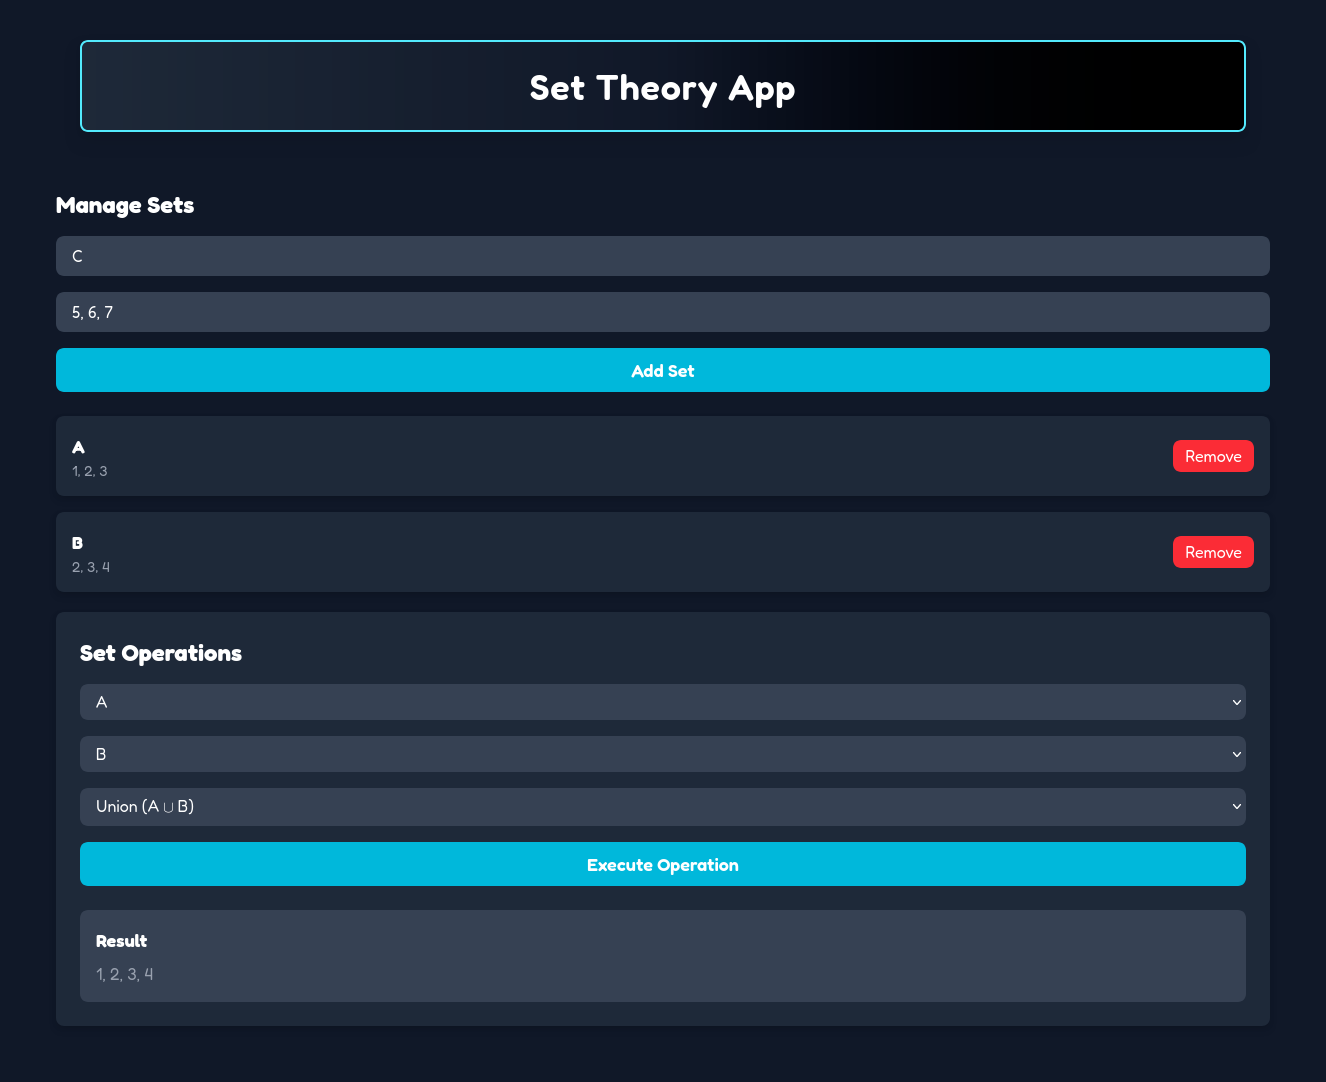 Set Theory App
Manage Sets
C
5, 6, 7
Add Set
A
1, 2, 3
Remove
B
2, 3, 4
Remove
Set Operations
A
B
Union (A ∪ B)
Execute Operation
Result
1, 2, 3, 4